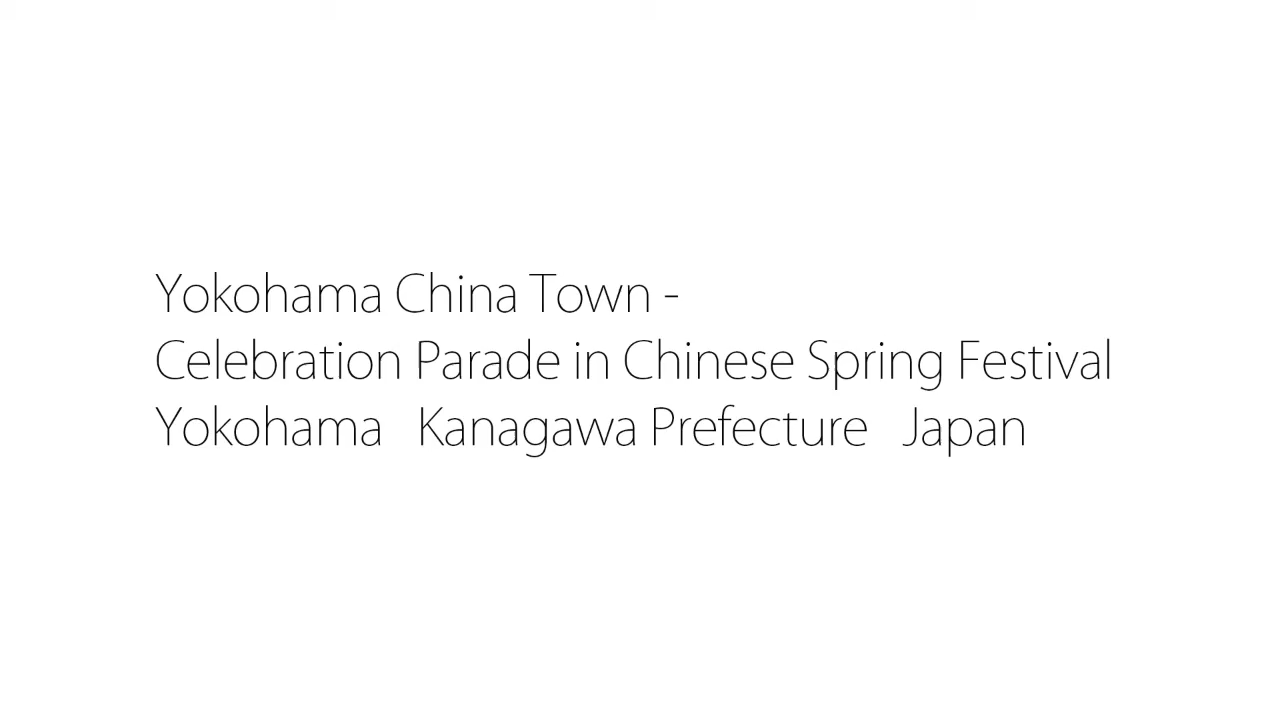 Yokohama China Town -
Celebration Parade in Chinese Spring Festival
Yokohama   Kanagawa Prefecture   Japan